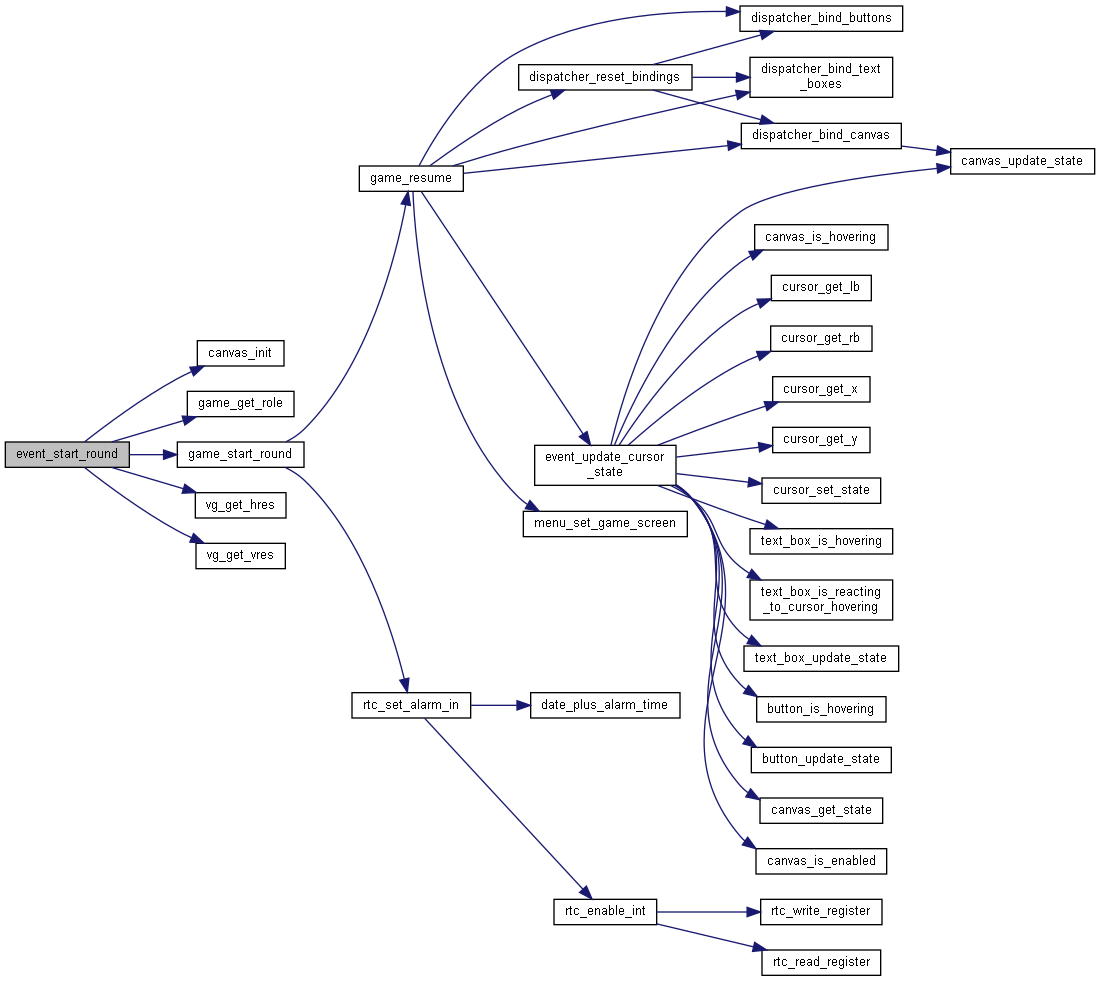 dispatcher_bind_buttons
dispatcher_reset_bindings
dispatcher_bind_text
_boxes
dispatcher_bind_canvas
canvas_update_state
game_resume
canvas_is_hovering
cursor_get_lb
cursor_get_rb
canvas_init
cursor_get_x
game_get_role
cursor_get_y
event_start_round
game_start_round
event_update_cursor
_state
cursor_set_state
vg_get_hres
menu_set_game_screen
text_box_is_hovering
vg_get_vres
text_box_is_reacting
_to_cursor_hovering
text_box_update_state
rtc_set_alarm_in
date_plus_alarm_time
button_is_hovering
button_update_state
canvas_get_state
canvas_is_enabled
rtc_enable_int
rtc_write_register
rtc_read_register